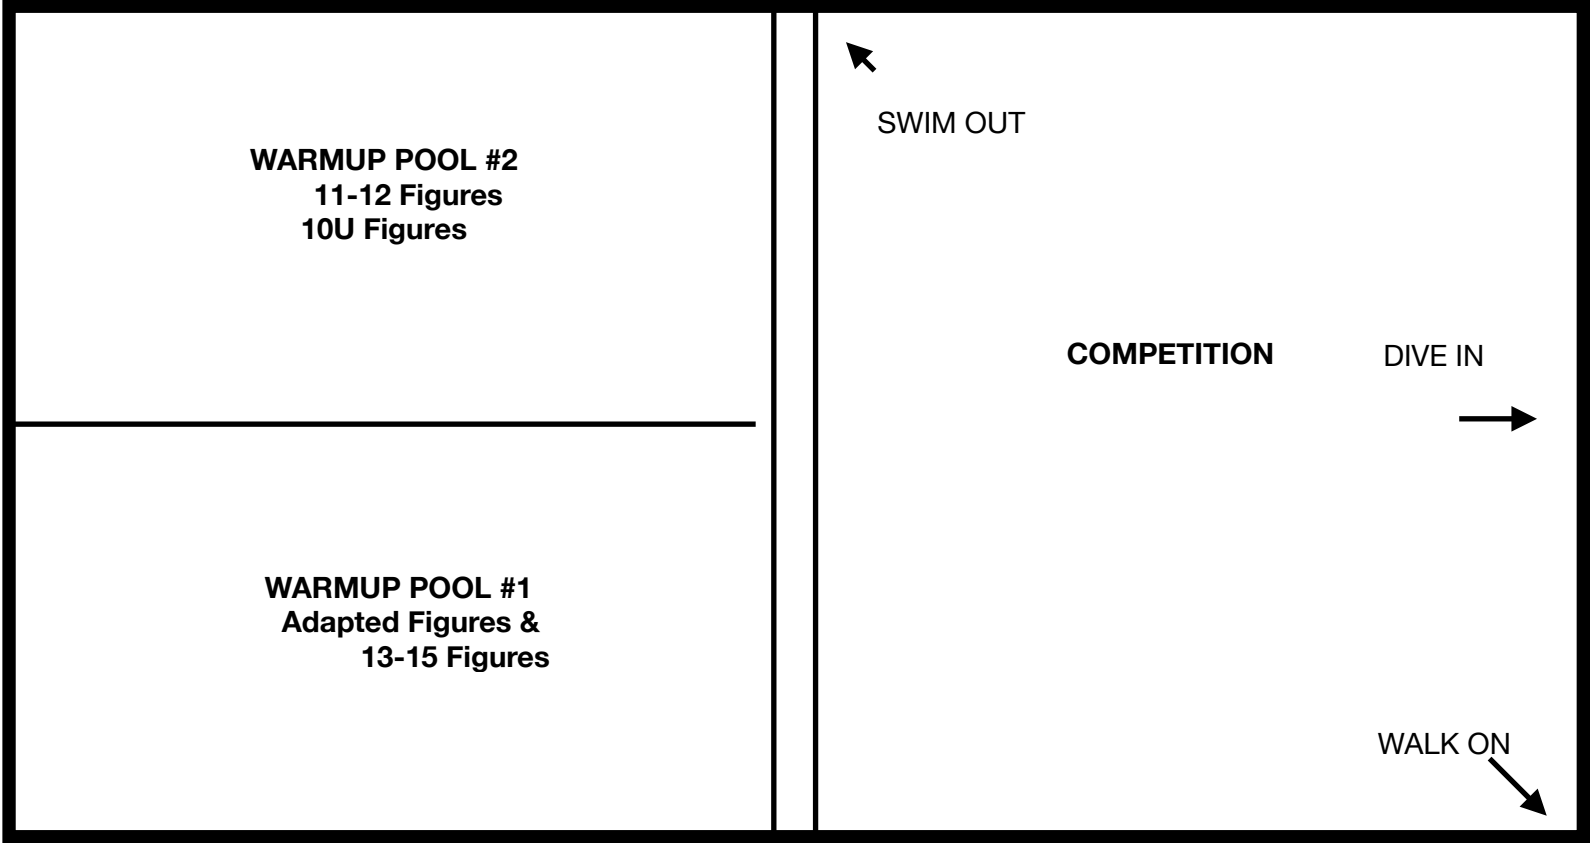 WARMUP POOL #2
11-12 Figures
10U Figures
WARMUP POOL #1
Adapted Figures &
13-15 Figures
SWIM OUT
COMPETITION
DIVE IN
WALK ON